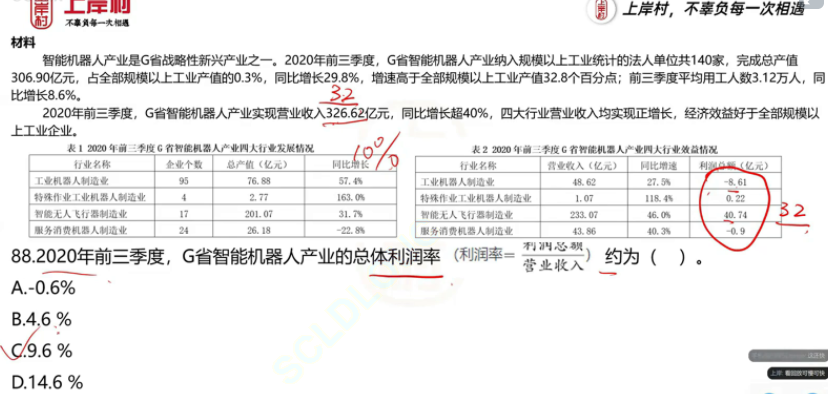 上岸村
不辜负每一次相遇
上岸村，不辜负每一次相遇
材料
智能机器人产业是G省战略性新兴产业之一。2020年前三季度，G省智能机器人产业纳入规模以上工业统计的法人单位共140家，完成总产值
306.90亿元，占全部规模以上工业产值的0.3%，同比增长29.8%，增速高于全部规模以上工业产值32.8个百分点；前三季度平均用工人数3.12万人，同
比增长8.6%。
32
2020年前三季度，G省智能机器人产业实现营业收入326.62亿元，同比增长超40%，四大行业营业收入均实现正增长，经济效益好于全部规模以
上工业企业。
10%
表1 2020年前三季度G省智能机器人产业四大行业发展情况
行业名称 企业个数 总产值（亿元） 同比增长
工业机器人制造业 95 76.88 57.4%
特殊作业工业机器人制造业 4 2.77 163.0%
智能无人飞行器制造业 17 201.07 31.7%
服务消费机器人制造业 24 26.18 -22.8%
表2 2020年前三季度G省智能机器人产业四大行业效益情况
行业名称 营业收入（亿元） 同比增速 利润总额（亿元）
工业机器人制造业 48.62 27.5% -8.61
特殊作业工业机器人制造业 1.07 118.4% 0.22
智能无人飞行器制造业 233.07 46.0% 40.74
服务消费机器人制造业 43.86 40.3% -0.9
32
88.2020年前三季度，G省智能机器人产业的总体利润率（利润率=利润总额/营业收入）约为（ ）。
A.-0.6%
B.4.6 %
C.9.6 %
D.14.6 %